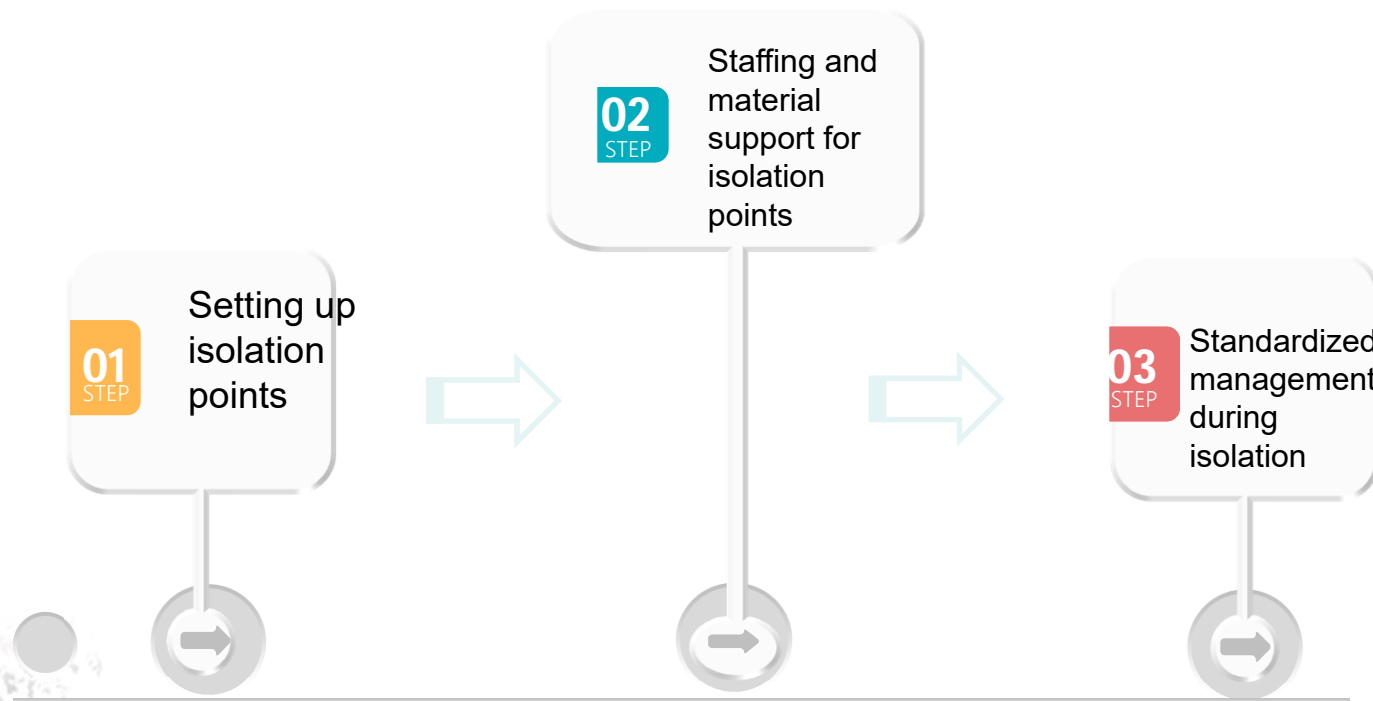 01
STEP
Setting up
isolation
points
02
STEP
Staffing and
material
support for
isolation
points
03
STEP
Standardized
management
during
isolation